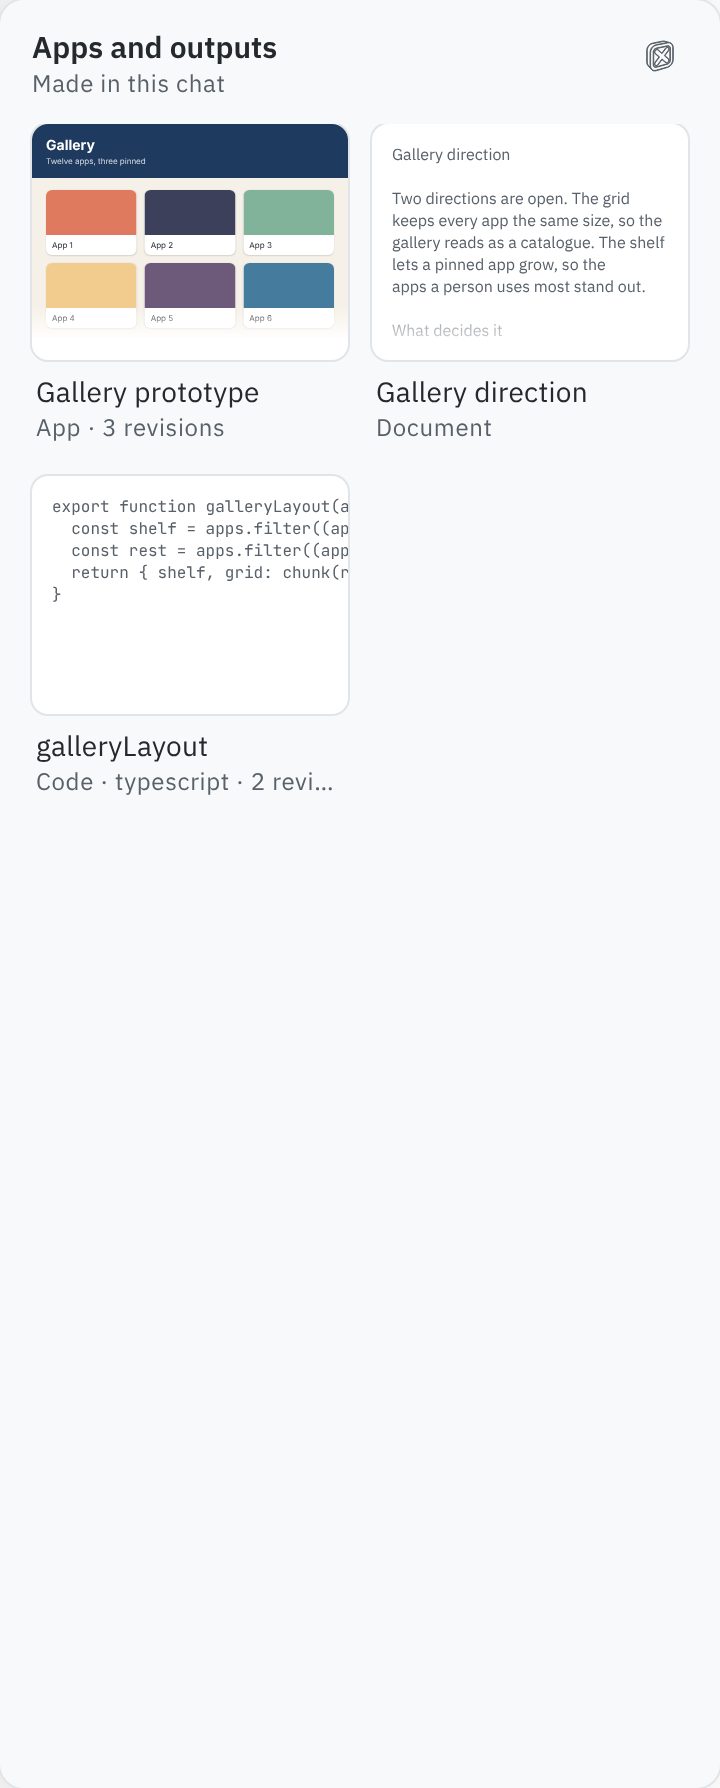 Apps and outputs
Made in this chat
Gallery
Twelve apps, three pinned
App 1
App 2
App 3
App 4
App 5
App 6
Gallery prototype
App · 3 revisions
Gallery direction
Two directions are open. The grid
keeps every app the same size, so the
gallery reads as a catalogue. The shelf
lets a pinned app grow, so the
apps a person uses most stand out.
What decides it
Gallery direction
Document
export function galleryLayout(a
const shelf = apps.filter((ap
const rest = apps.filter((app
return { shelf, grid: chunk(r
}
galleryLayout
Code · typescript · 2 revi...